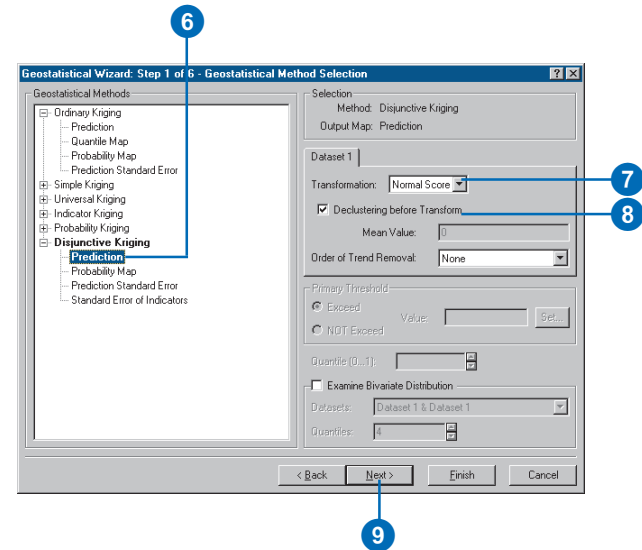 6
Geostatistical Wizard: Step 1 of 6 - Geostatistical Method Selection
Geostatistical Methods
Ordinary Kriging
Prediction
Quantile Map
Probability Map
Prediction Standard Error
Simple Kriging
Universal Kriging
Indicator Kriging
Probability Kriging
Disjunctive Kriging
Prediction
Probability Map
Prediction Standard Error
Standard Error of Indicators
Selection
Method: Disjunctive Kriging
Output Map: Prediction
Dataset 1
Transformation: Normal Score
7
Declustering before Transform
8
Mean Value: 0
Order of Trend Removal: None
Primary Threshold
Exceed
Value: Set...
NOT Exceed
Quantile (0...1):
Examine Bivariate Distribution
Datasets: Dataset 1 & Dataset 1
Quantiles: 4
< Back Next > Finish Cancel
9